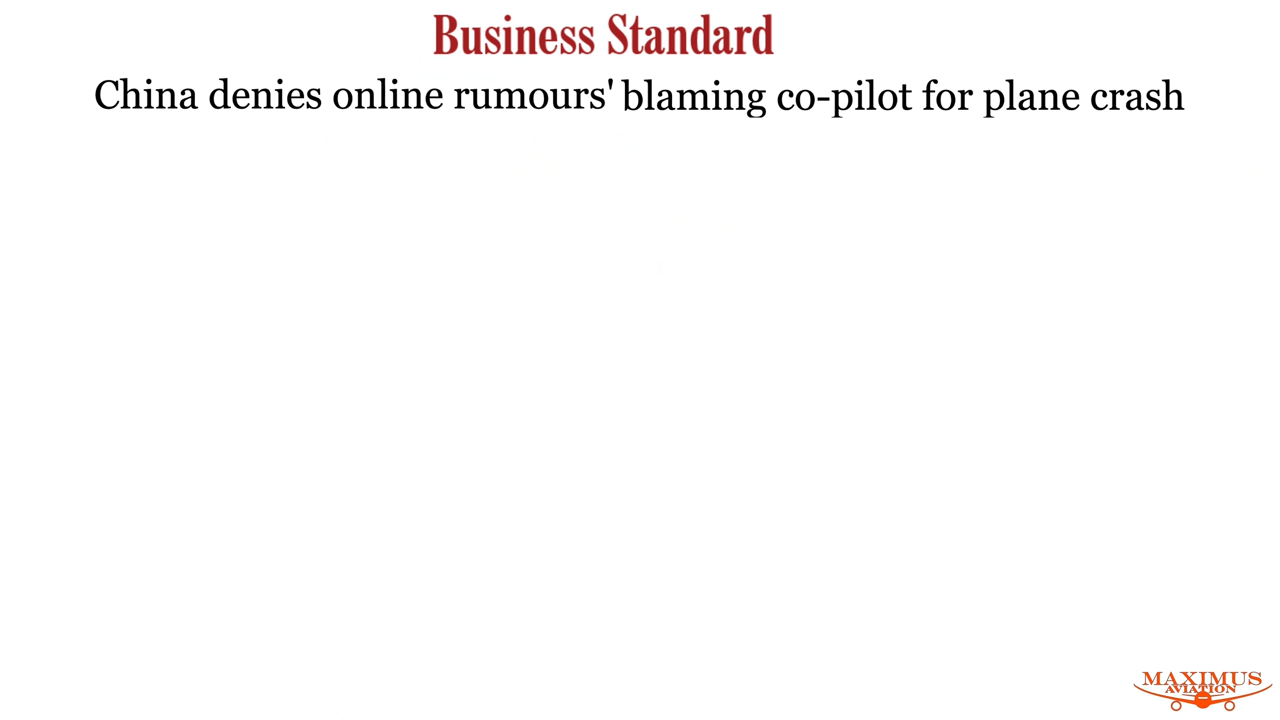 Business Standard
China denies online rumours' blaming co-pilot for plane crash
MAXIMUS
AVIATION